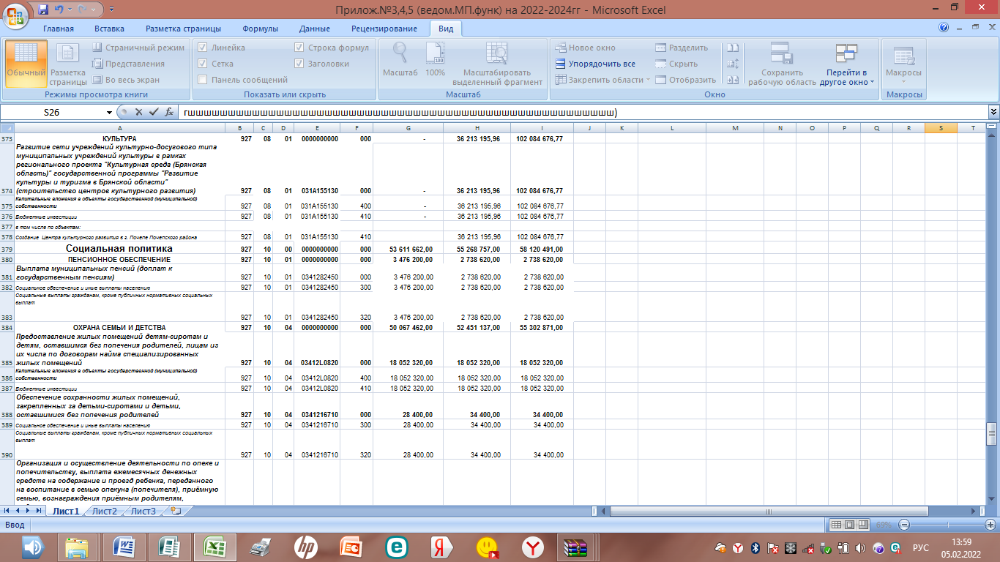 Прилож.№3,4,5 (ведом.МП.функ) на 2022-2024гг - Microsoft Excel
Главная Вставка Разметка страницы Формулы Данные Рецензирование Вид
Обычный Разметка страницы Страничный режим Представления Во весь экран
Режимы просмотра книги
Линейка Строка формул
Сетка Заголовки
Панель сообщений
Показать или скрыть
Масштаб 100% Масштабировать выделенный фрагмент
Масштаб
Новое окно Разделить
Упорядочить все Скрыть
Закрепить области Отобразить
Сохранить рабочую область Перейти в другое окно
Окно
Макросы
Макросы
S26
A B C D E F G H I J K L M N O P Q R S T
373 КУЛЬТУРА 927 08 01 0000000000 000 - 36 213 195,96 102 084 676,77
Развитие сети учреждений культурно-досугового типа
муниципальных учреждений культуры в рамках
регионального проекта "Культурная среда (Брянская
область)" государственной программы "Развитие
культуры и туризма в Брянской области"
374 (строительство центров культурного развития) 927 08 01 031A155130 000 - 36 213 195,96 102 084 676,77
Капитальные вложения в объекты государственной (муниципальной)
375 собственности 927 08 01 031A155130 400 - 36 213 195,96 102 084 676,77
376 Бюджетные инвестиции 927 08 01 031A155130 410 - 36 213 195,96 102 084 676,77
377 в том числе по объектам:
378 Создание Центра культурного развития в г. Почепе Почепского района 927 08 01 031A155130 410 36 213 195,96 102 084 676,77
379 Социальная политика 927 10 00 0000000000 000 53 611 662,00 55 268 757,00 58 120 491,00
380 ПЕНСИОННОЕ ОБЕСПЕЧЕНИЕ 927 10 01 0000000000 000 3 476 200,00 2 738 620,00 2 738 620,00
Выплата муниципальных пенсий (доплат к
381 государственным пенсиям) 927 10 01 0341282450 000 3 476 200,00 2 738 620,00 2 738 620,00
382 Социальное обеспечение и иные выплаты населению 927 10 01 0341282450 300 3 476 200,00 2 738 620,00 2 738 620,00
Социальные выплаты гражданам, кроме публичных нормативных социальных
выплат
383 927 10 01 0341282450 320 3 476 200,00 2 738 620,00 2 738 620,00
384 ОХРАНА СЕМЬИ И ДЕТСТВА 927 10 04 0000000000 000 50 067 462,00 52 451 137,00 55 302 871,00
Предоставление жилых помещений детям-сиротам и
детям, оставшимся без попечения родителей, лицам из
их числа по договорам найма специализированных
385 жилых помещений 927 10 04 03412L0820 000 18 052 320,00 18 052 320,00 18 052 320,00
Капитальные вложения в объекты государственной (муниципальной)
386 собственности 927 10 04 03412L0820 400 18 052 320,00 18 052 320,00 18 052 320,00
387 Бюджетные инвестиции 927 10 04 03412L0820 410 18 052 320,00 18 052 320,00 18 052 320,00
Обеспечение сохранности жилых помещений,
закрепленных за детьми-сиротами и детьми,
388 оставшимися без попечения родителей 927 10 04 0341216710 000 28 400,00 34 400,00 34 400,00
389 Социальное обеспечение и иные выплаты населению 927 10 04 0341216710 300 28 400,00 34 400,00 34 400,00
Социальные выплаты гражданам, кроме публичных нормативных социальных
выплат
390 927 10 04 0341216710 320 28 400,00 34 400,00 34 400,00
Организация и осуществление деятельности по опеке и
попечительству, выплата ежемесячных денежных
средств на содержание и проезд ребенка, переданного
на воспитание в семью опекуна (попечителя), приёмную
семью, вознаграждения приёмным родителям,
Лист1 Лист2 Лист3
Ввод 69%
РУС 13:59
05.02.2022